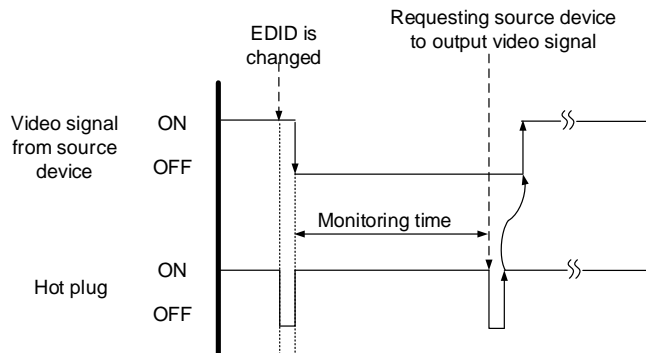 EDID is
changed
Requesting source device
to output video signal
Video signal
from source
device
ON
OFF
Monitoring time
Hot plug
ON
OFF